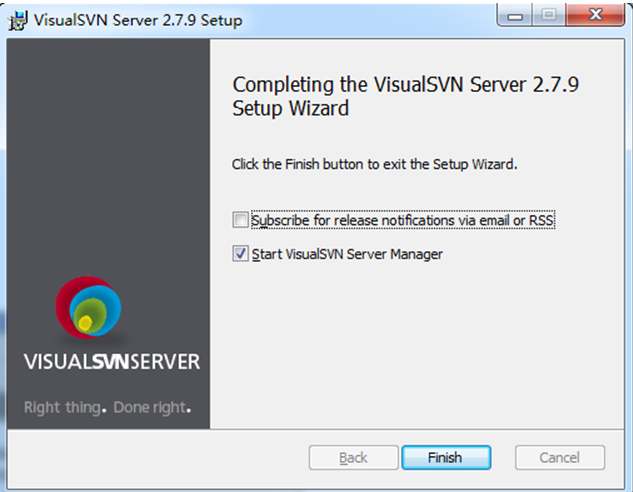 VisualSVN Server 2.7.9 Setup
Completing the VisualSVN Server 2.7.9
Setup Wizard
Click the Finish button to exit the Setup Wizard.
Subscribe for release notifications via email or RSS
Start VisualSVN Server Manager
VISUALSVNSERVER
Right thing. Done right.
Back
Finish
Cancel